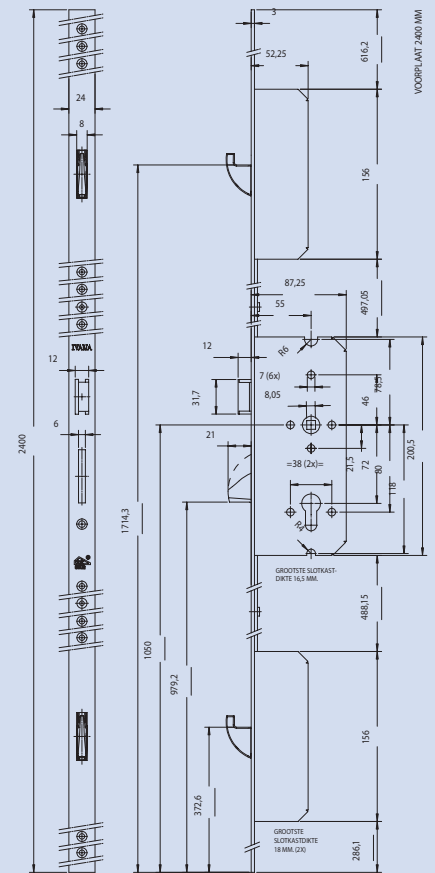 3
52,25
616,2
VOORPLAAT 2400 MM
24
8
156
87,25
55
497,05
IVANA
12
12
R6
7 (6x)
78,5
31,7
8,05
46
200,5
6
21
21,5
72
80
=38 (2x)=
118
2400
1714,3
R4
GROOTSTE SLOTKAST-
DIKTE 16,5 MM.
488,15
1050
979,2
156
372,6
GROOTSTE
SLOTKASTDIKTE
18 MM. (2X)
286,1